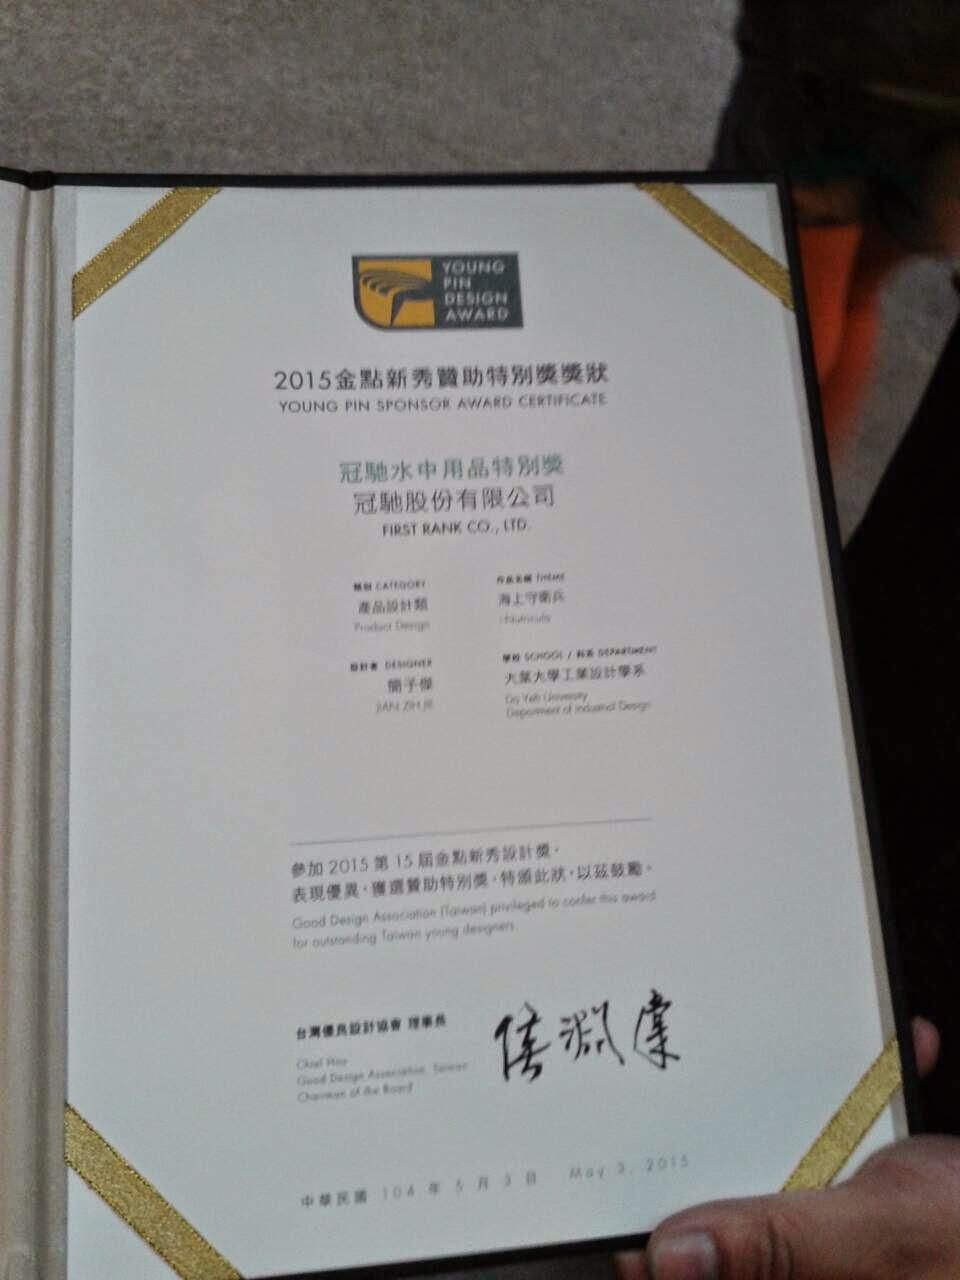 YOUNG
PIN
DESIGN
AWARD
2015金點新秀贊助特別獎獎狀
YOUNG PIN SPONSOR AWARD CERTIFICATE
冠馳水中用品特別獎
冠馳股份有限公司
FIRST RANK CO., LTD.
類別 CATEGORY
產品設計類
Product Design
作品名稱 THEME
海上守衛兵
設計者 DESIGNER
簡子傑
JIAN ZIH JIE
學校 SCHOOL / 科系 DEPARTMENT
大葉大學工業設計學系
Da Yeh University
Department of Industrial Design
參加 2015 第 15 屆金點新秀設計獎,
表現優異,獲選贊助特別獎,特頒此狀,以茲鼓勵。
Good Design Association (Taiwan) privileged to confer this award
for outstanding Taiwan young designers.
台灣優良設計協會 理事長
Good Design Association, Taiwan
Chairman of the Board
中華民國 104 年 5 月 3 日 May 3, 2015